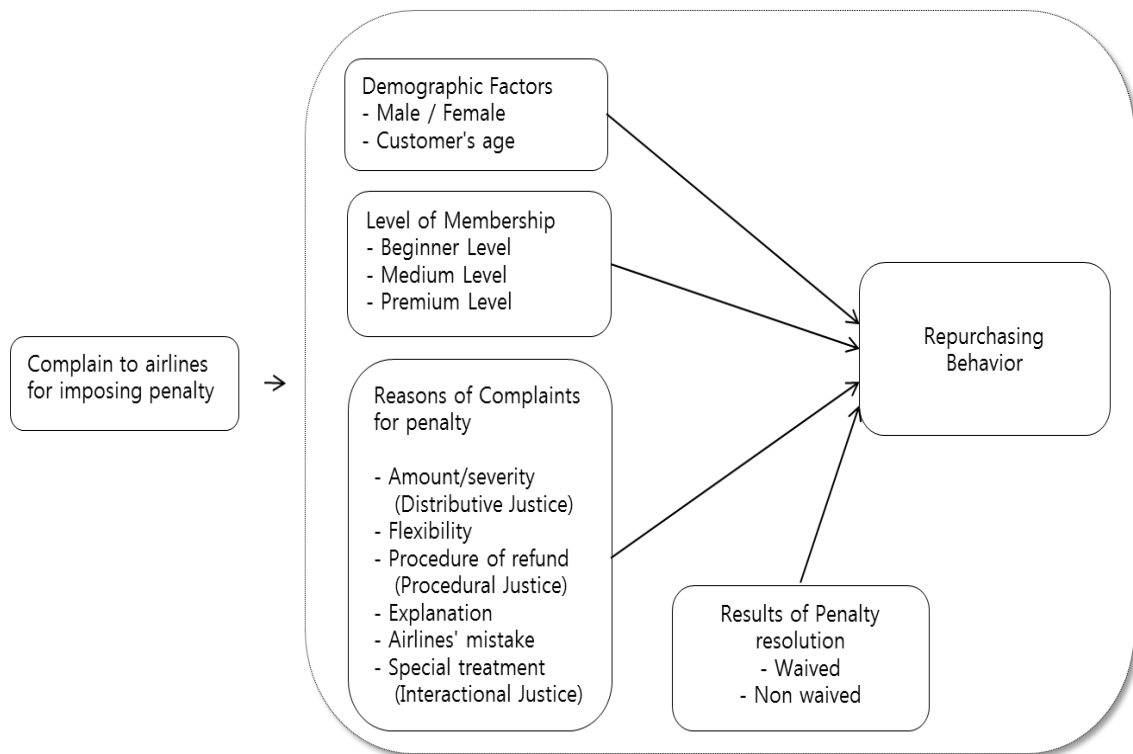 Complain to airlines
for imposing penalty
Demographic Factors
- Male / Female
- Customer's age
Level of Membership
- Beginner Level
- Medium Level
- Premium Level
Reasons of Complaints
for penalty
- Amount/severity
(Distributive Justice)
- Flexibility
- Procedure of refund
(Procedural Justice)
- Explanation
- Airlines' mistake
- Special treatment
(Interactional Justice)
Results of Penalty
resolution
- Waived
- Non waived
Repurchasing
Behavior